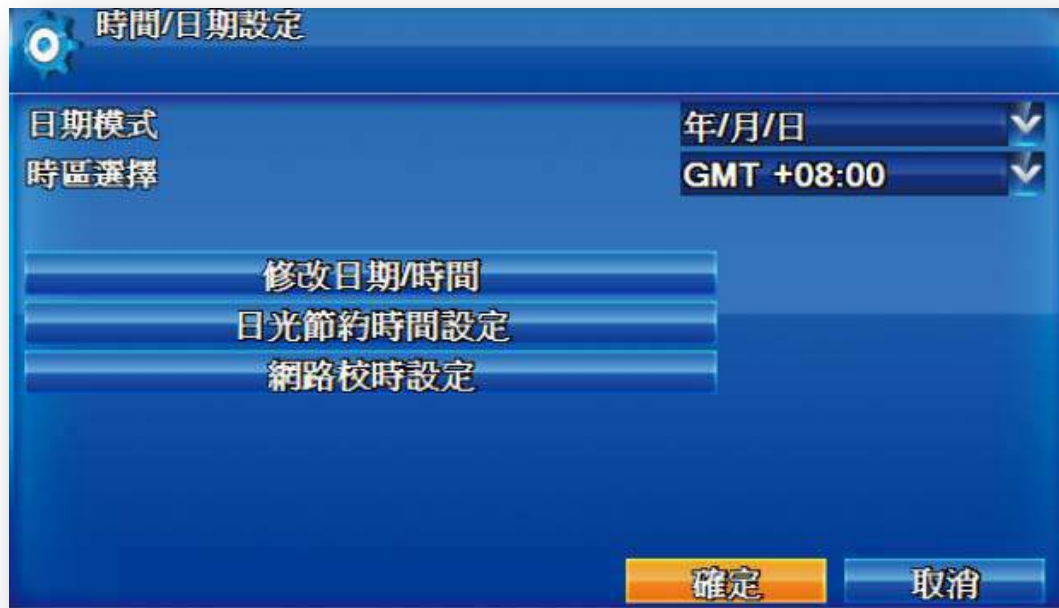 時間/日期設定
日期模式 年/月/日
時區選擇 GMT +08:00
修改日期/時間
日光節約時間設定
網路校時設定
確定 取消